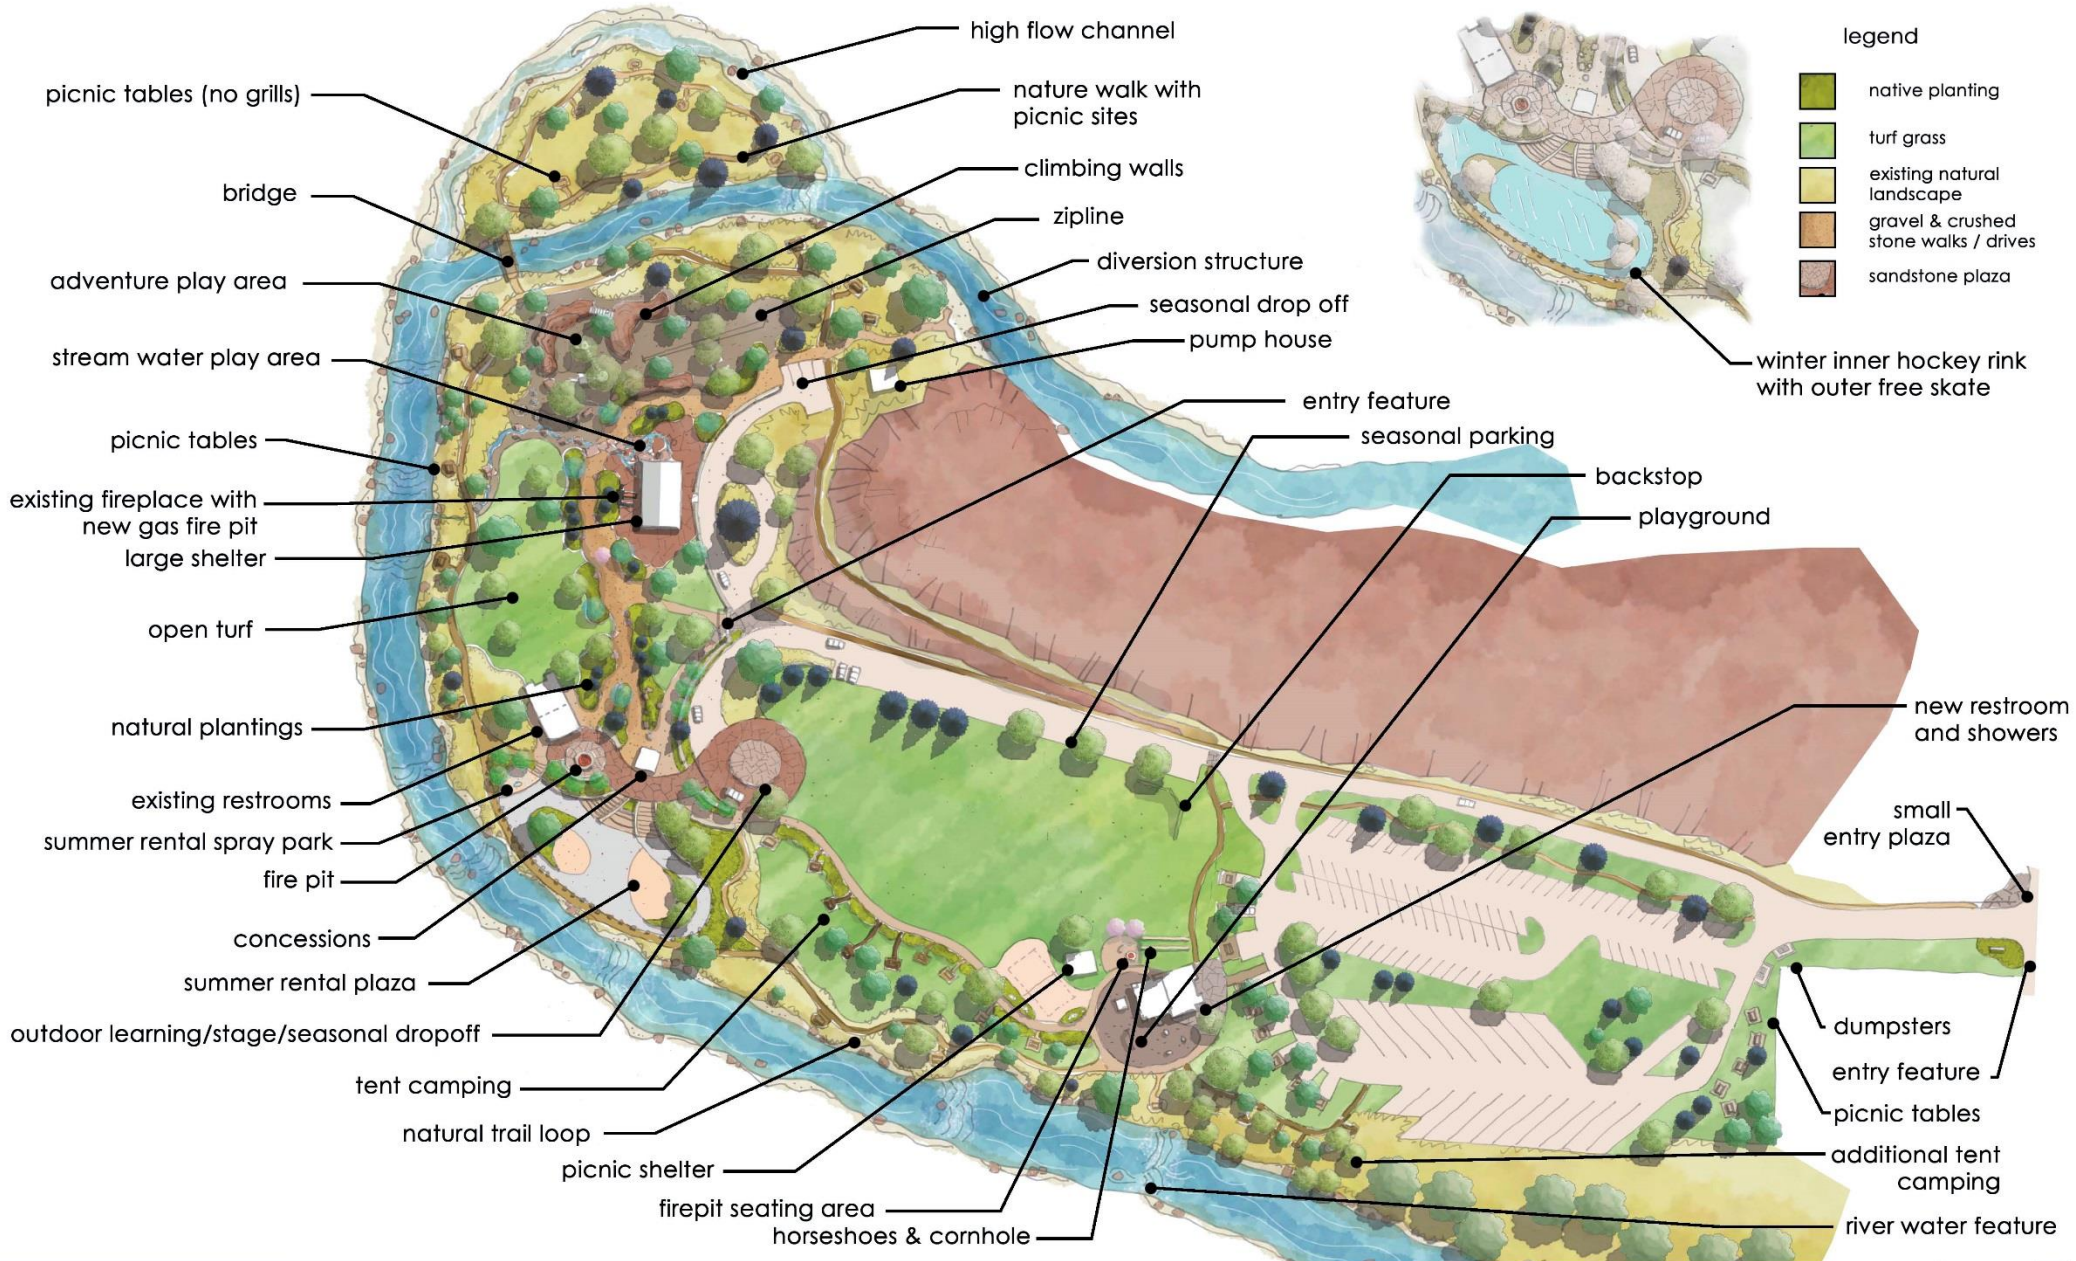 high flow channel
nature walk with
picnic sites
climbing walls
zipline
diversion structure
seasonal drop off
pump house
entry feature
seasonal parking
backstop
playground
picnic tables (no grills)
bridge
adventure play area
stream water play area
picnic tables
existing fireplace with
new gas fire pit
large shelter
open turf
natural plantings
existing restrooms
summer rental spray park
fire pit
concessions
summer rental plaza
outdoor learning/stage/seasonal dropoff
tent camping
natural trail loop
picnic shelter
firepit seating area
horseshoes & cornhole
legend
native planting
turf grass
existing natural
landscape
gravel & crushed
stone walks / drives
sandstone plaza
winter inner hockey rink
with outer free skate
new restroom
and showers
small
entry plaza
dumpsters
entry feature
picnic tables
additional tent
camping
river water feature